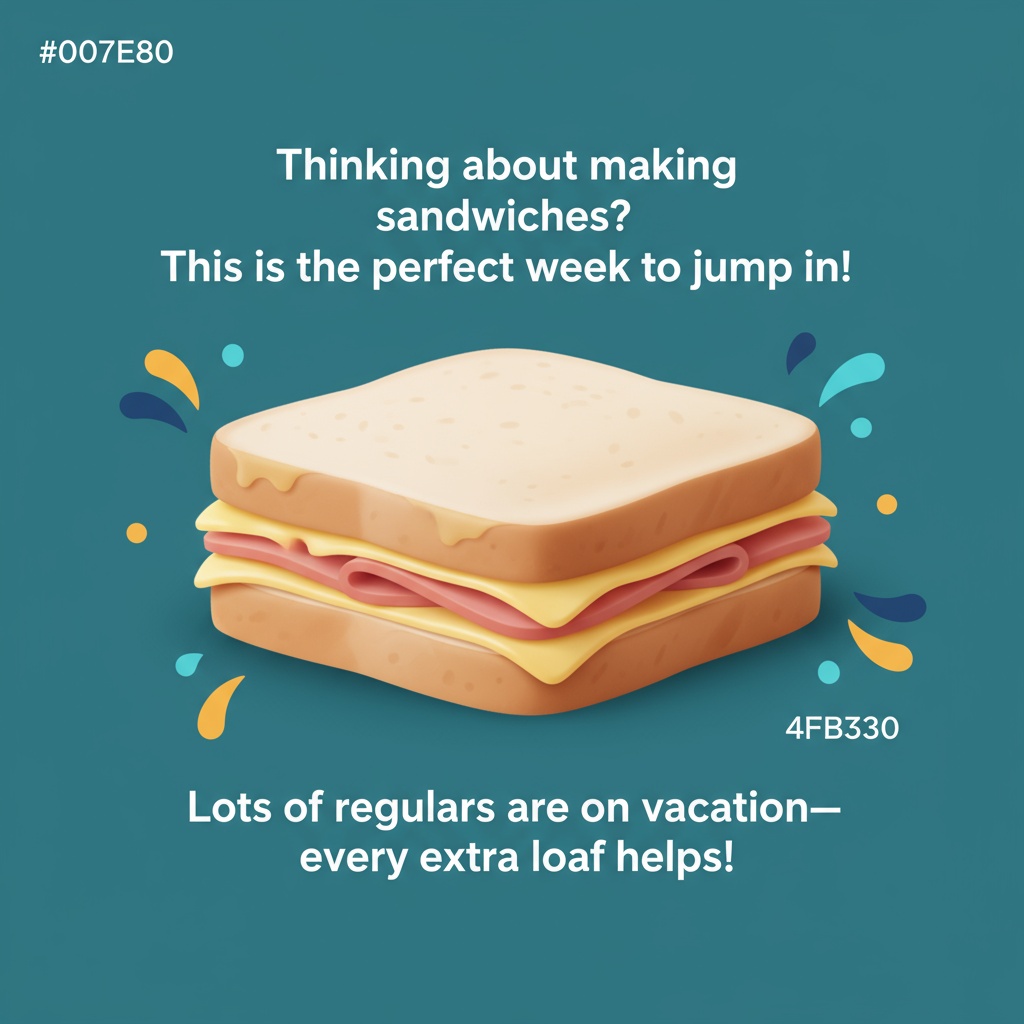 #007E80
Thinking about making
sandwiches?
This is the perfect week to jump in!
4FB330
Lots of regulars are on vacation—
every extra loaf helps!